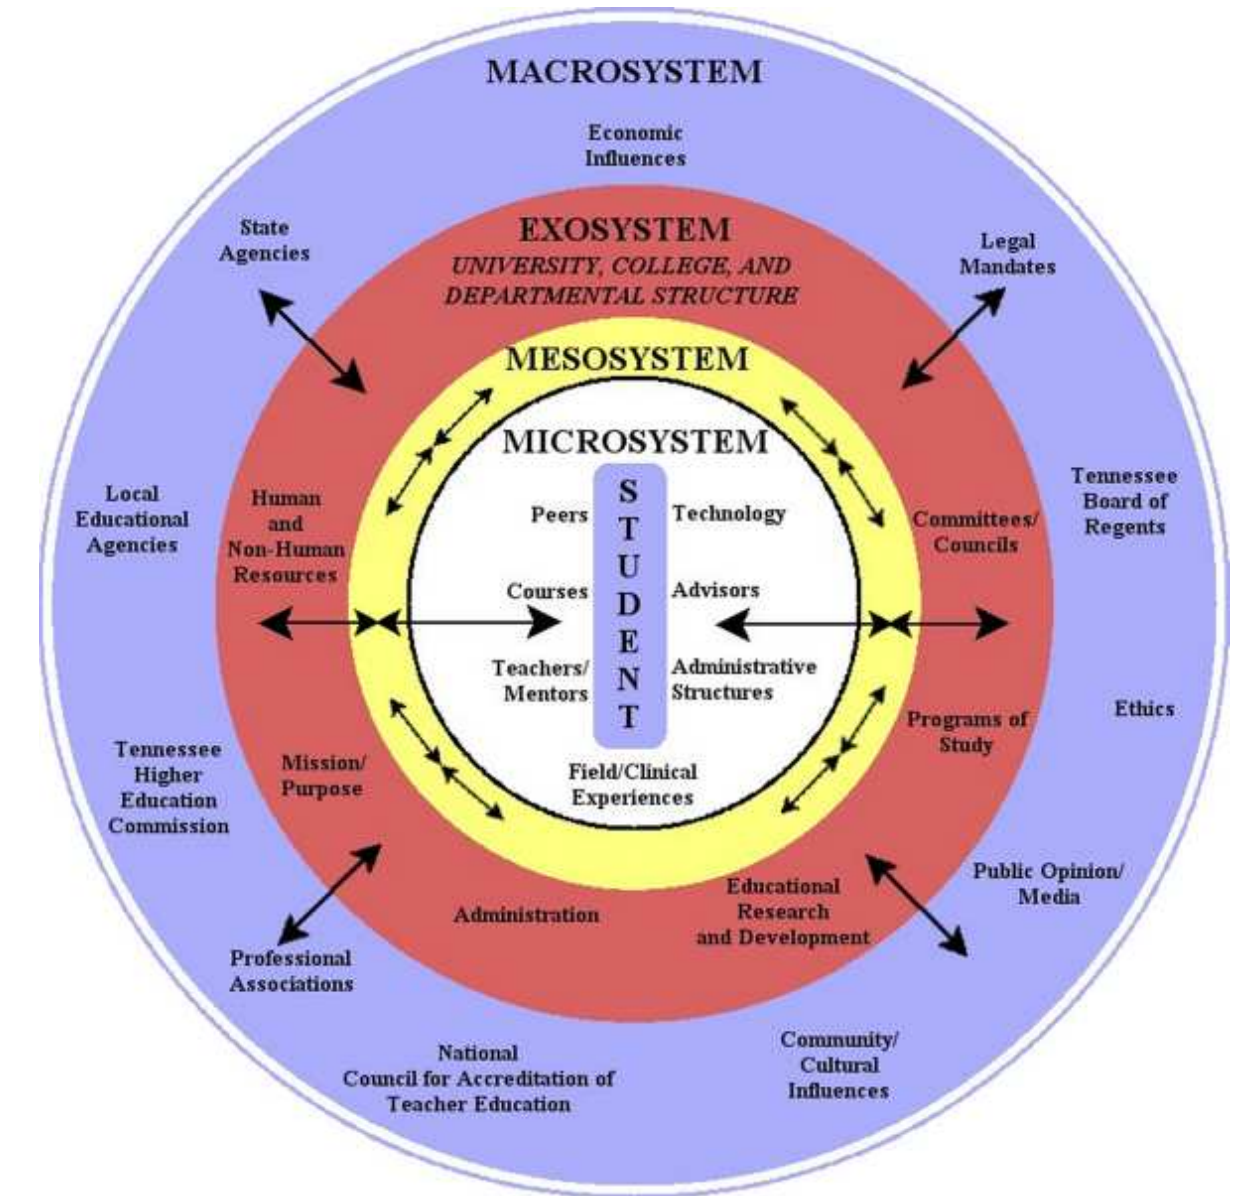 MACROSYSTEM
Economic
Influences
State
Agencies
Legal
Mandates
EXOSYSTEM
UNIVERSITY, COLLEGE, AND
DEPARTMENTAL STRUCTURE
MESOSYSTEM
MICROSYSTEM
STUDENT
Peers
Technology
Courses
Advisors
Teachers/
Mentors
Administrative
Structures
Field/Clinical
Experiences
Local
Educational
Agencies
Human
and
Non-Human
Resources
Committees/
Councils
Tennessee
Board of
Regents
Tennessee
Higher
Education
Commission
Mission/
Purpose
Programs of
Study
Ethics
Administration
Educational
Research
and Development
Public Opinion/
Media
Professional
Associations
National
Council for Accreditation of
Teacher Education
Community/
Cultural
Influences